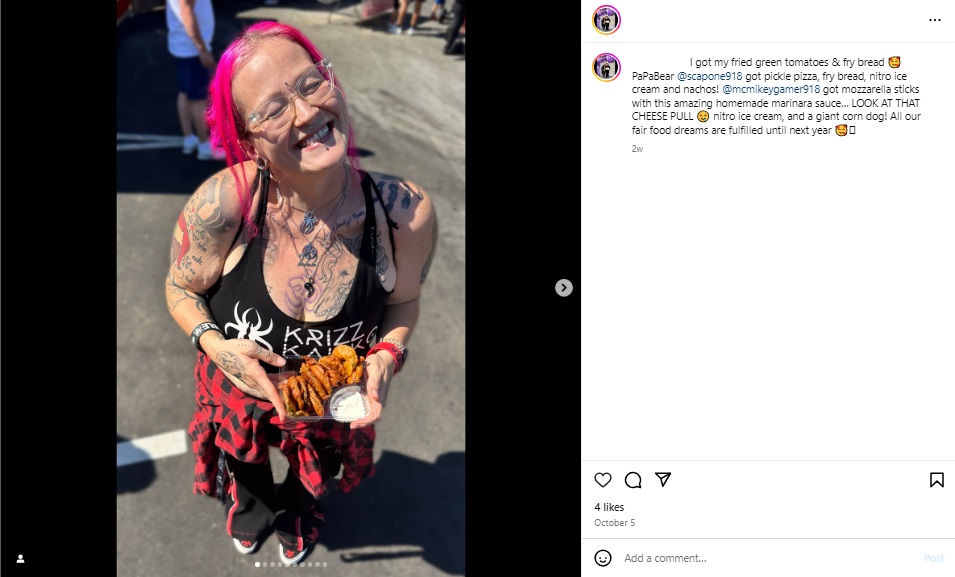 KRIZZ
KALIKO
I got my fried green tomatoes & fry bread 🥰
PaPaBear @scapone918 got pickle pizza, fry bread, nitro ice
cream and nachos! @mcmikeygamer918 got mozzarella sticks
with this amazing homemade marinara sauce... LOOK AT THAT
CHEESE PULL 😉 nitro ice cream, and a giant corn dog! All our
fair food dreams are fulfilled until next year 🥰
2w
4 likes
October 5
Add a comment...
Post